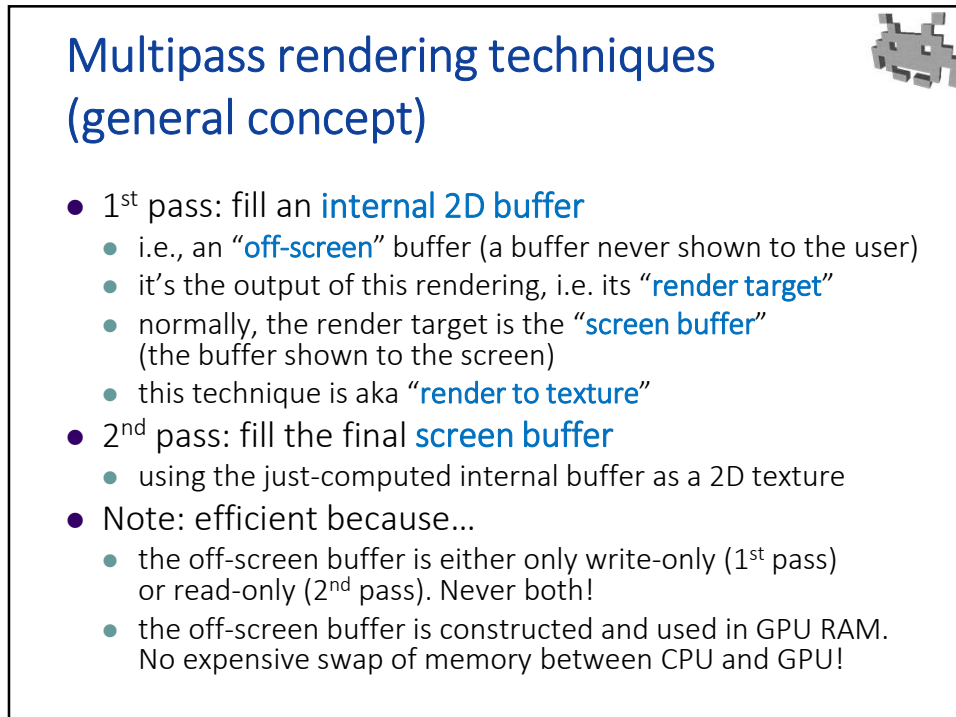 Multipass rendering techniques
(general concept)
● 1st pass: fill an internal 2D buffer
● i.e., an “off-screen” buffer (a buffer never shown to the user)
● it’s the output of this rendering, i.e. its “render target”
● normally, the render target is the “screen buffer”
(the buffer shown to the screen)
● this technique is aka “render to texture”
● 2nd pass: fill the final screen buffer
● using the just-computed internal buffer as a 2D texture
● Note: efficient because…
● the off-screen buffer is either only write-only (1st pass)
or read-only (2nd pass). Never both!
● the off-screen buffer is constructed and used in GPU RAM.
No expensive swap of memory between CPU and GPU!